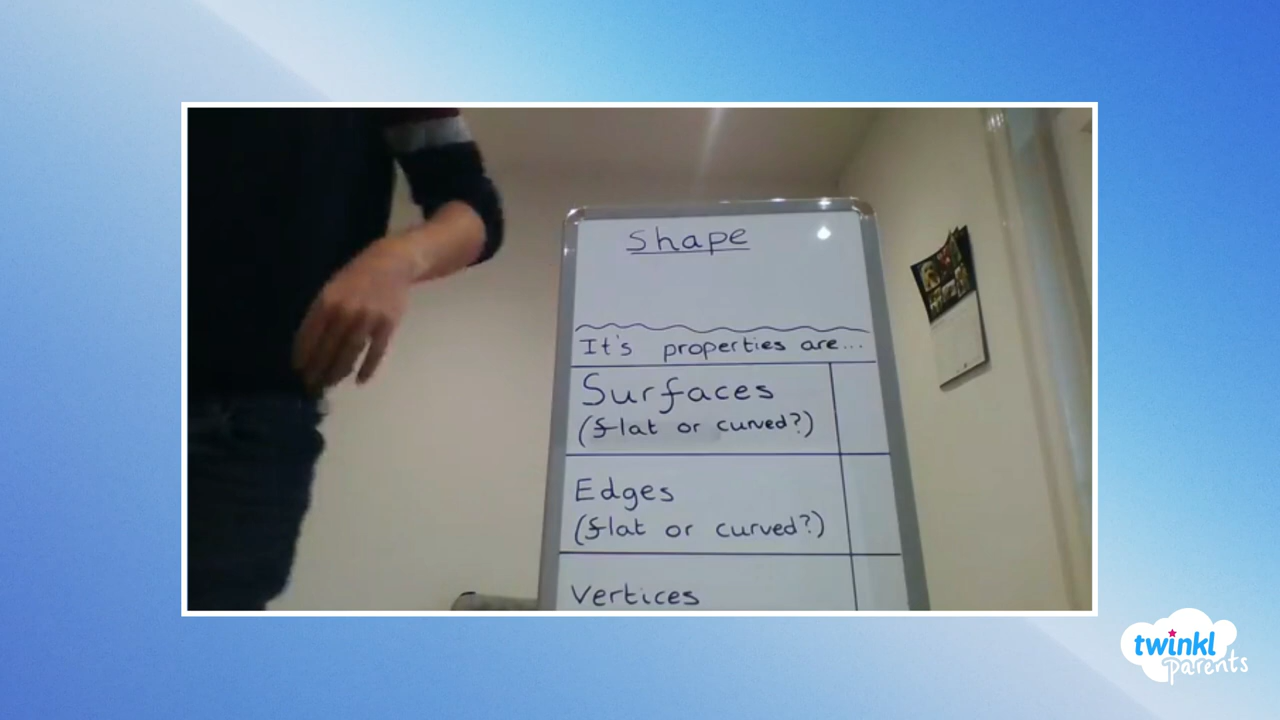 shape
It's properties are...
Surfaces
(flat or curved?)
Edges
(flat or curved?)
Vertices
twinkl
parents